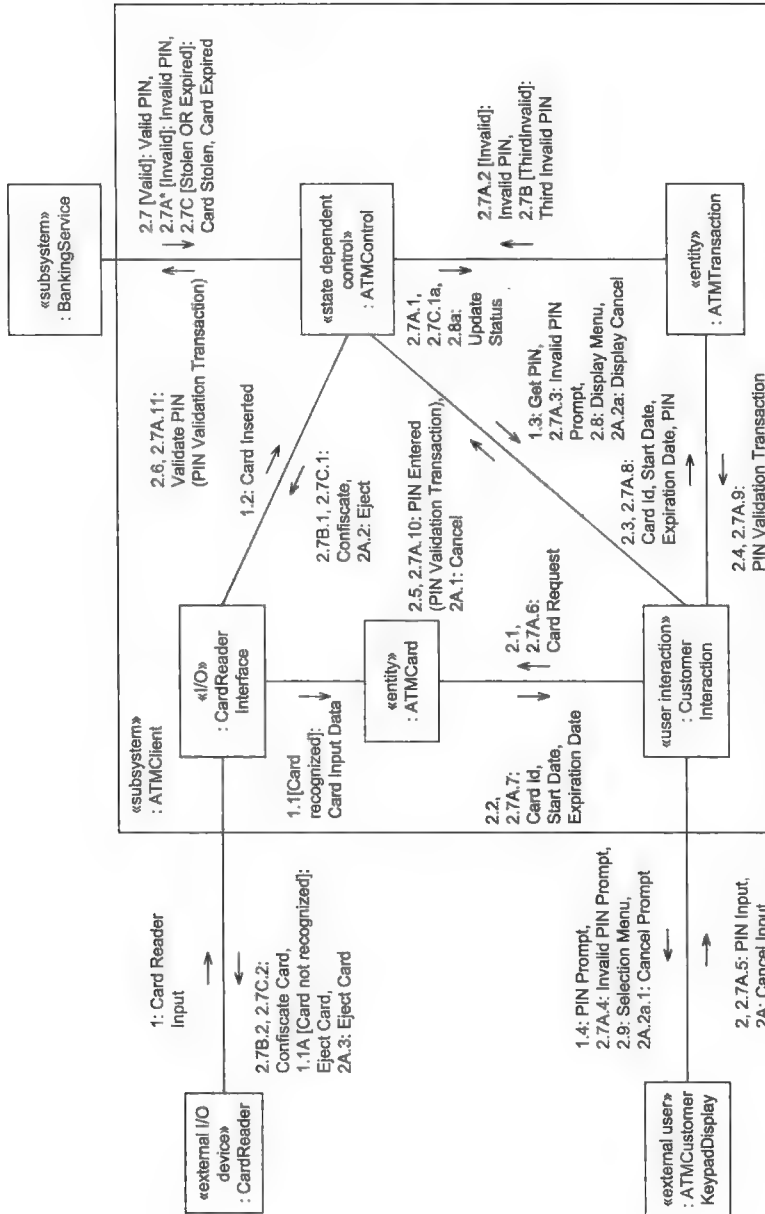 «subsystem»
: BankingService
2.6, 2.7A.11:
Validate PIN
(PIN Validation Transaction)
2.7 [Valid]: Valid PIN,
2.7A* [Invalid]: Invalid PIN,
2.7C [Stolen OR Expired]:
Card Stolen, Card Expired
«subsystem»
: ATMClient
«external I/O
device»
: CardReader
1: Card Reader
Input
2.7B.2, 2.7C.2:
Confiscate Card,
1.1A [Card not recognized]:
Eject Card,
2A.3: Eject Card
«I/O»
: CardReader
Interface
1.2: Card Inserted
2.7B.1, 2.7C.1:
Confiscate,
2A.2: Eject
«state dependent
control»
: ATMControl
1.1[Card
recognized]:
Card Input Data
«entity»
: ATMCard
2.5, 2.7A.10: PIN Entered
(PIN Validation Transaction),
2A.1: Cancel
2.7A.1,
2.7C.1a,
2.8a:
Update
Status
2.7A.2 [Invalid]:
Invalid PIN,
2.7B [ThirdInvalid]:
Third Invalid PIN
2.2,
2.7A.7:
Card Id,
Start Date,
Expiration Date
2.1,
2.7A.6:
Card Request
1.3: Get PIN,
2.7A.3: Invalid PIN
Prompt,
2.8: Display Menu,
2A.2a: Display Cancel
«external user»
: ATMCustomer
KeypadDisplay
1.4: PIN Prompt,
2.7A.4: Invalid PIN Prompt,
2.9: Selection Menu,
2A.2a.1: Cancel Prompt
2, 2.7A.5: PIN Input,
2A: Cancel Input
«user interaction»
: Customer
Interaction
2.3, 2.7A.8:
Card Id, Start Date,
Expiration Date, PIN
2.4, 2.7A.9:
PIN Validation Transaction
«entity»
: ATMTransaction